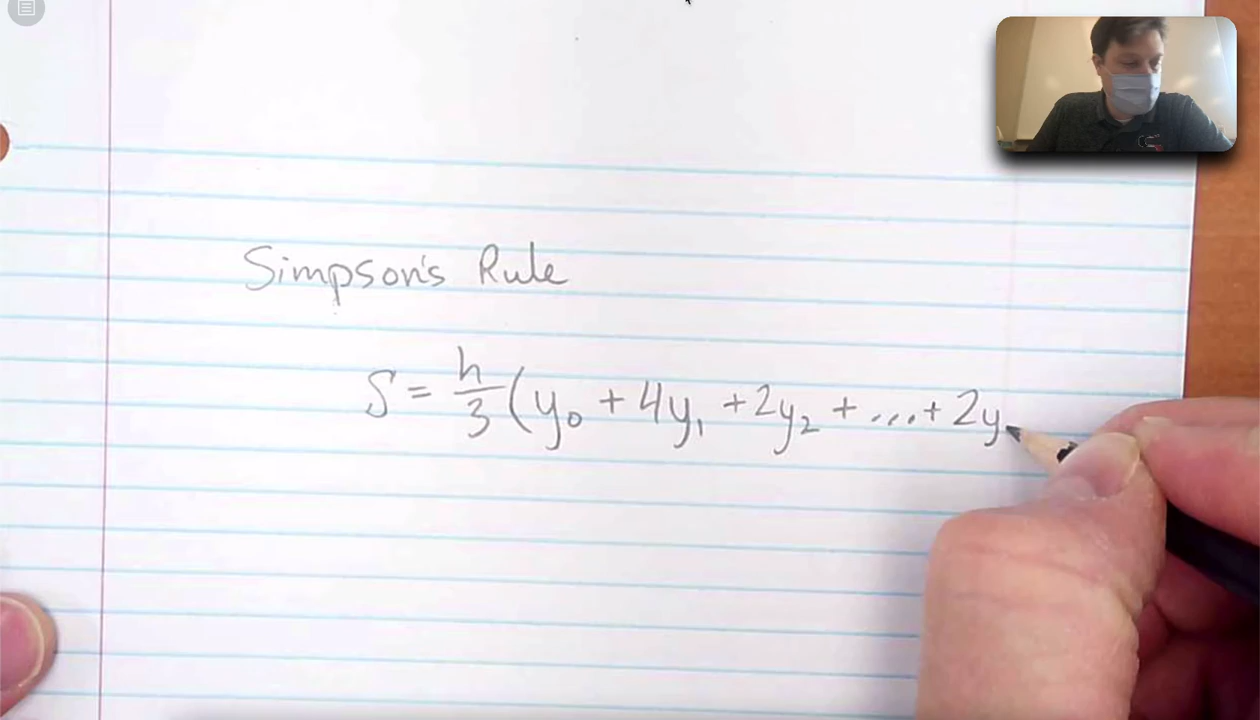 Simpson's Rule
S = h/3 (y₀ + 4y₁ + 2y₂ + ... + 2y